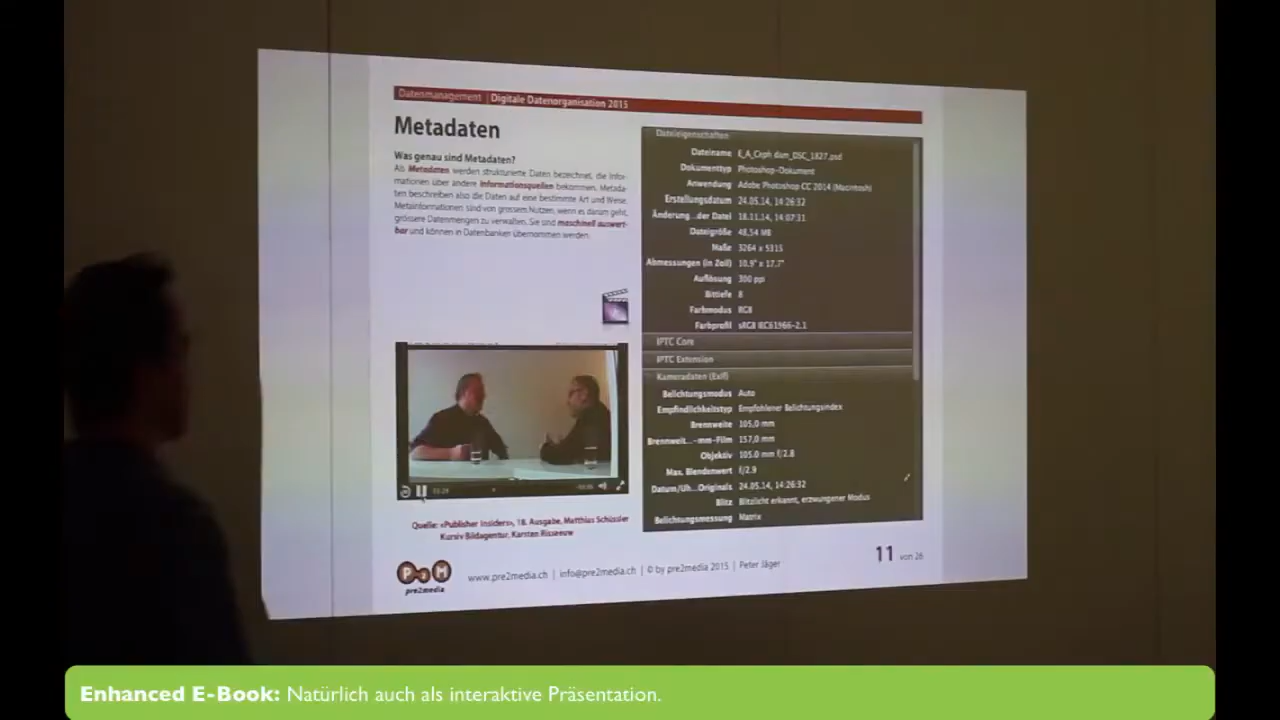 Datenmanagement | Digitale Datenorganisation 2015
Metadaten
Was genau sind Metadaten?
Als Metadaten werden strukturierte Daten bezeichnet, die Infor-
mationen über andere Informationsquellen bekommen. Metada-
ten beschreiben also die Daten auf eine bestimmte Art und Weise.
Metainformationen sind von grossem Nutzen, wenn es darum geht,
grössere Datenmengen zu verwalten. Sie sind maschinell auswert-
bar und können in Datenbanken übernommen werden.
Quelle: «Publisher Insider», 18. Ausgabe, Matthias Schüssler
Kursiv Bildagentur, Karsten Risseeuw
Dateieigenschaften
Dateiname E_A_Crph dum_DSC_1827.psd
Dokumenttyp Photoshop-Dokument
Anwendung Adobe Photoshop CC 2014 (Macintosh)
Erstellungsdatum 24.05.14, 14:26:32
Änderung...der Datei 18.11.14, 14:07:31
Dateigröße 48,54 MB
Maße 3264 x 5315
Abmessungen (in Zoll) 10.9" x 17.7"
Auflösung 300 ppi
Bittiefe 8
Farbmodus RGB
Farbprofil sRGB IEC61966-2.1
IPTC Core
IPTC Extension
Kameradaten (Exif)
Belichtungsmodus Auto
Empfindlichkeitstyp Empfohlener Belichtungsindex
Brennweite 105,0 mm
Brennweit...-mm-Film 157,0 mm
Objektiv 105.0 mm f/2.8
Max. Blendenwert f/2.9
Datum/Uh...Originals 24.05.14, 14:26:32
Blitz Blitzlicht erkannt, erzwungener Modus
Belichtungsmessung Matrix
P2M
pre2media
www.pre2media.ch | info@pre2media.ch | © by pre2media 2015 | Peter Jäger
11 von 26
Enhanced E-Book: Natürlich auch als interaktive Präsentation.